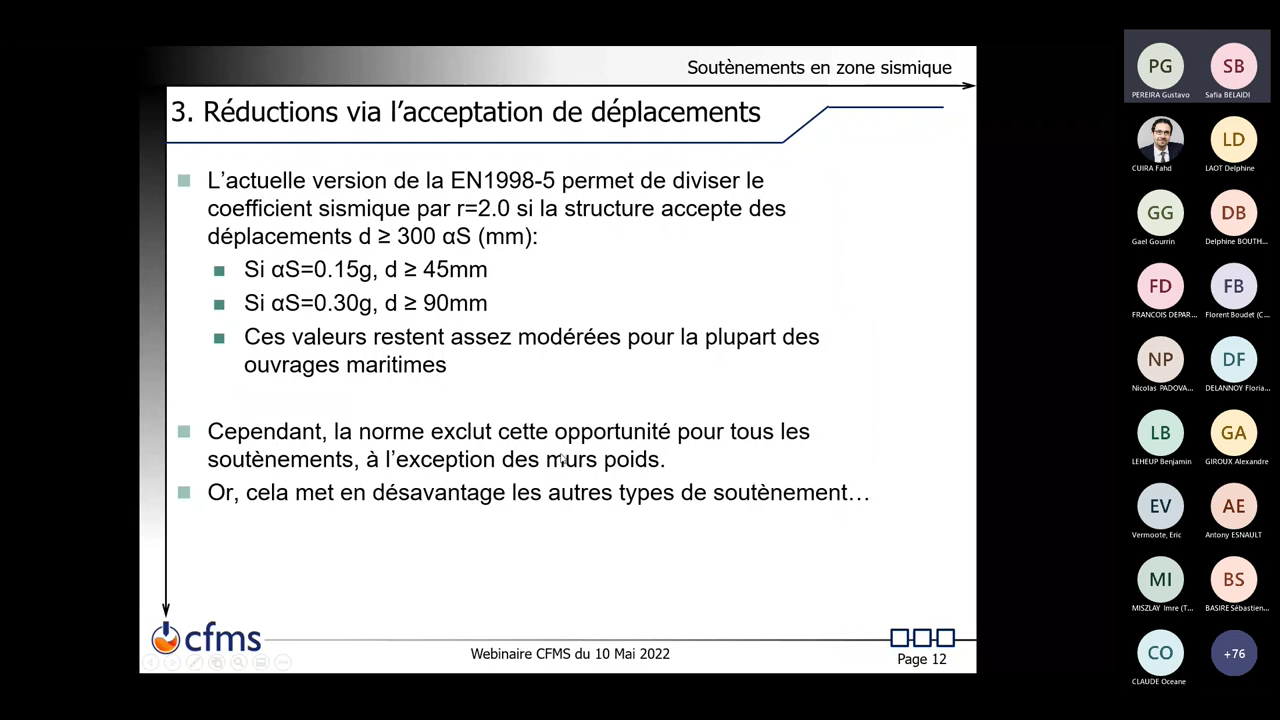 Soutènements en zone sismique
3. Réductions via l’acceptation de déplacements
L’actuelle version de la EN1998-5 permet de diviser le
coefficient sismique par r=2.0 si la structure accepte des
déplacements d ≥ 300 αS (mm):
Si αS=0.15g, d ≥ 45mm
Si αS=0.30g, d ≥ 90mm
Ces valeurs restent assez modérées pour la plupart des
ouvrages maritimes
Cependant, la norme exclut cette opportunité pour tous les
soutènements, à l’exception des murs poids.
Or, cela met en désavantage les autres types de soutènement…
cfms
Webinaire CFMS du 10 Mai 2022
Page 12
PG
SB
PEREIRA Gustavo
Safia BELAIDI
LD
CUIRA Fahd
LAOT Delphine
GG
DB
Gael Gourrin
Delphine BOUTH...
FD
FB
FRANCOIS DEPAR...
Florent Boudet (C...
NP
DF
Nicolas PADOVA...
DELANNOY Floria...
LB
GA
LEHEUP Benjamin
GIROUX Alexandre
EV
AE
Vermoote, Eric
Antony ESNAULT
MI
BS
MISZLAY Imre (T...
BASIRE Sébastien...
CO
+76
CLAUDE Oceane